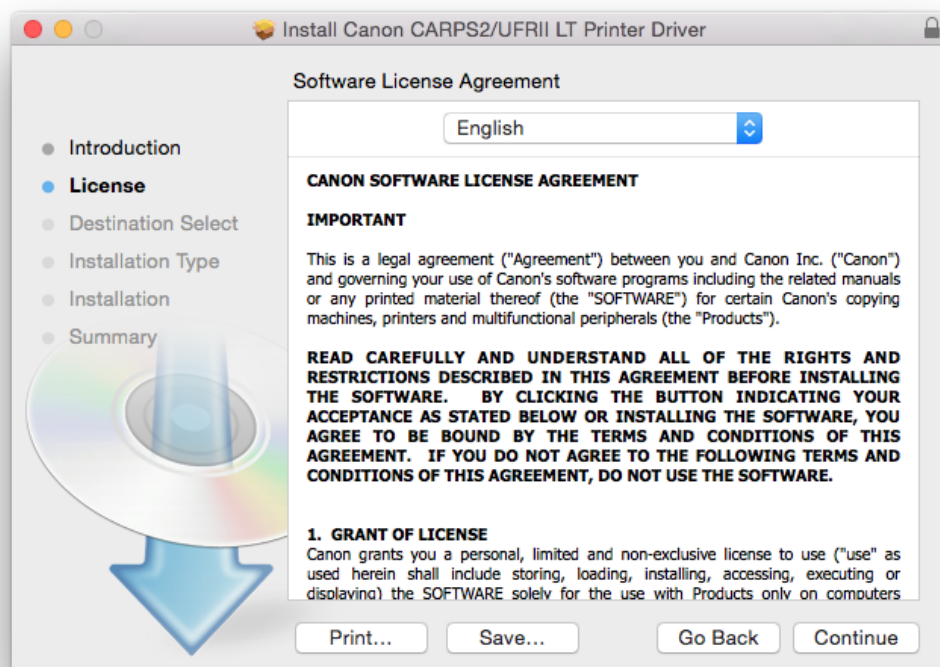 Install Canon CARPS2/UFRII LT Printer Driver
Software License Agreement
Introduction
License
Destination Select
Installation Type
Installation
Summary
English
CANON SOFTWARE LICENSE AGREEMENT
IMPORTANT
This is a legal agreement ("Agreement") between you and Canon Inc. ("Canon")
and governing your use of Canon's software programs including the related manuals
or any printed material thereof (the "SOFTWARE") for certain Canon's copying
machines, printers and multifunctional peripherals (the "Products").
READ CAREFULLY AND UNDERSTAND ALL OF THE RIGHTS AND
RESTRICTIONS DESCRIBED IN THIS AGREEMENT BEFORE INSTALLING
THE SOFTWARE. BY CLICKING THE BUTTON INDICATING YOUR
ACCEPTANCE AS STATED BELOW OR INSTALLING THE SOFTWARE, YOU
AGREE TO BE BOUND BY THE TERMS AND CONDITIONS OF THIS
AGREEMENT. IF YOU DO NOT AGREE TO THE FOLLOWING TERMS AND
CONDITIONS OF THIS AGREEMENT, DO NOT USE THE SOFTWARE.
1. GRANT OF LICENSE
Canon grants you a personal, limited and non-exclusive license to use ("use" as
used herein shall include storing, loading, installing, accessing, executing or
displaying) the SOFTWARE solely for the use with Products only on computers
Print...
Save...
Go Back
Continue